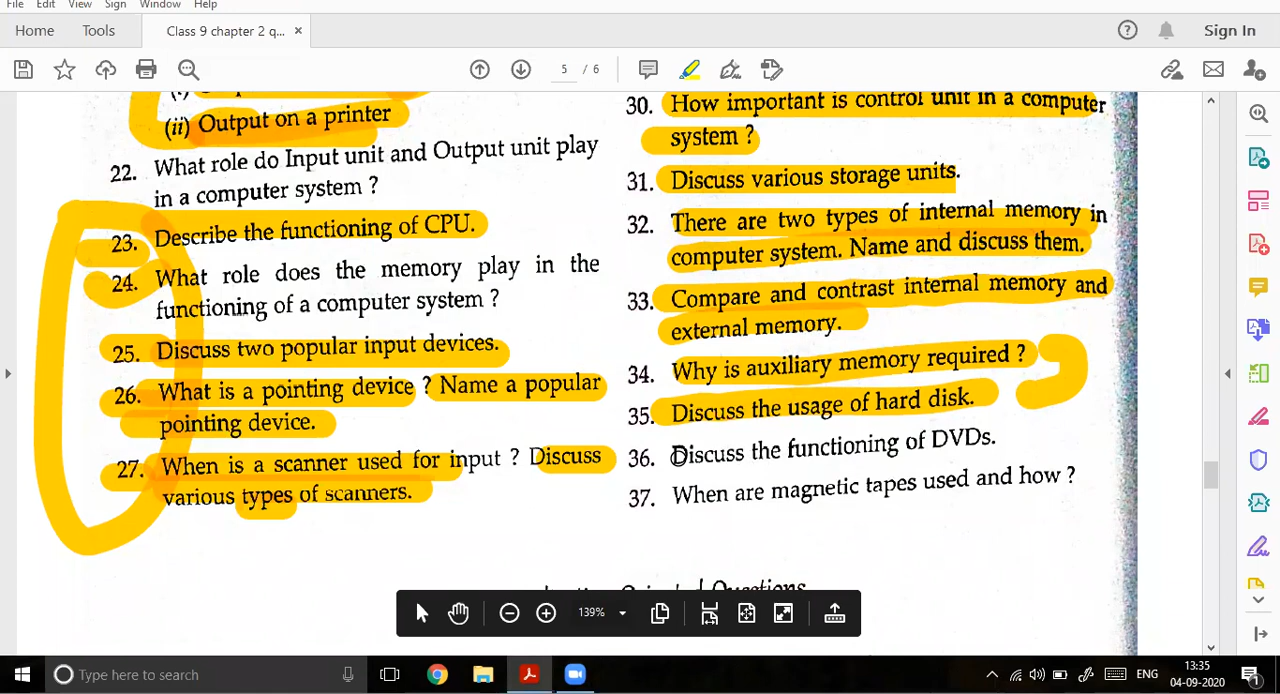 File Edit View Sign Window Help
Home Tools Class 9 chapter 2 q... × Sign In
5 / 6
(ii) Output on a printer
22. What role do Input unit and Output unit play
in a computer system ?
23. Describe the functioning of CPU.
24. What role does the memory play in the
functioning of a computer system ?
25. Discuss two popular input devices.
26. What is a pointing device ? Name a popular
pointing device.
27. When is a scanner used for input ? Discuss
various types of scanners.
30. How important is control unit in a computer
system ?
31. Discuss various storage units.
32. There are two types of internal memory in
computer system. Name and discuss them.
33. Compare and contrast internal memory and
external memory.
34. Why is auxiliary memory required ?
35. Discuss the usage of hard disk.
36. Discuss the functioning of DVDs.
37. When are magnetic tapes used and how ?
Questions
139%
Type here to search
ENG
13:35
04-09-2020
1